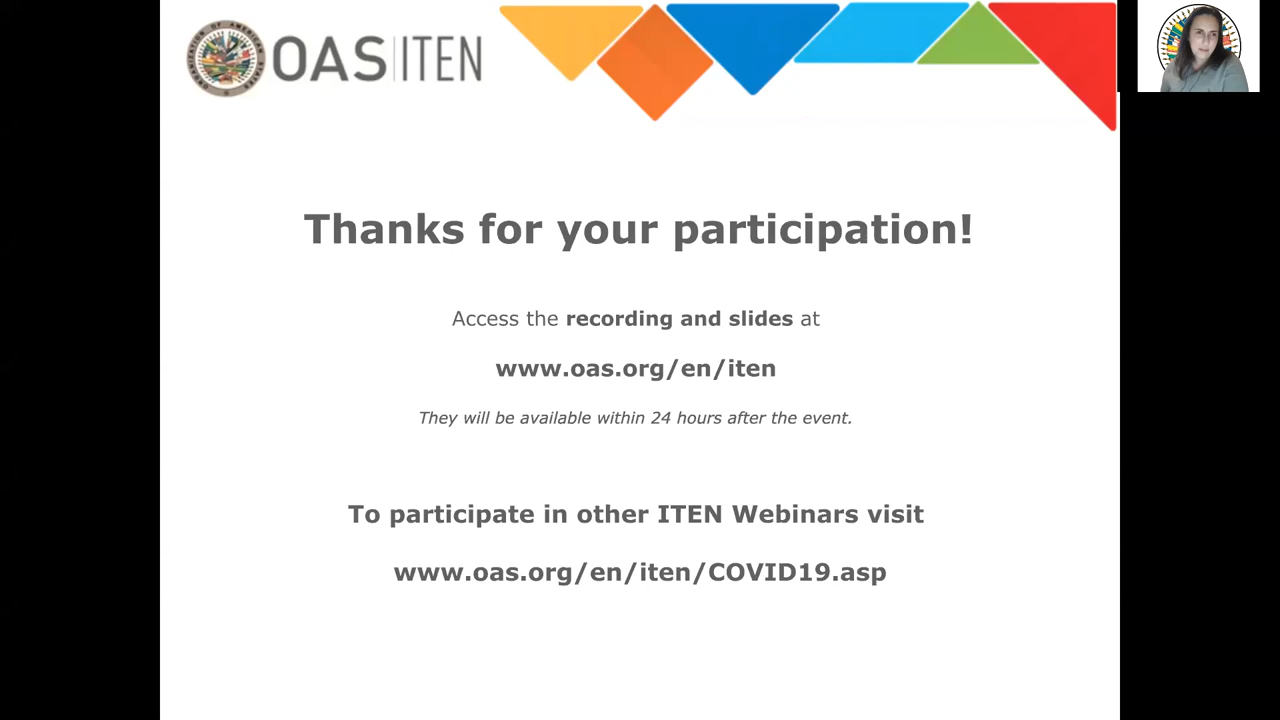 OAS ITEN
Thanks for your participation!
Access the recording and slides at
www.oas.org/en/iten
They will be available within 24 hours after the event.
To participate in other ITEN Webinars visit
www.oas.org/en/iten/COVID19.asp